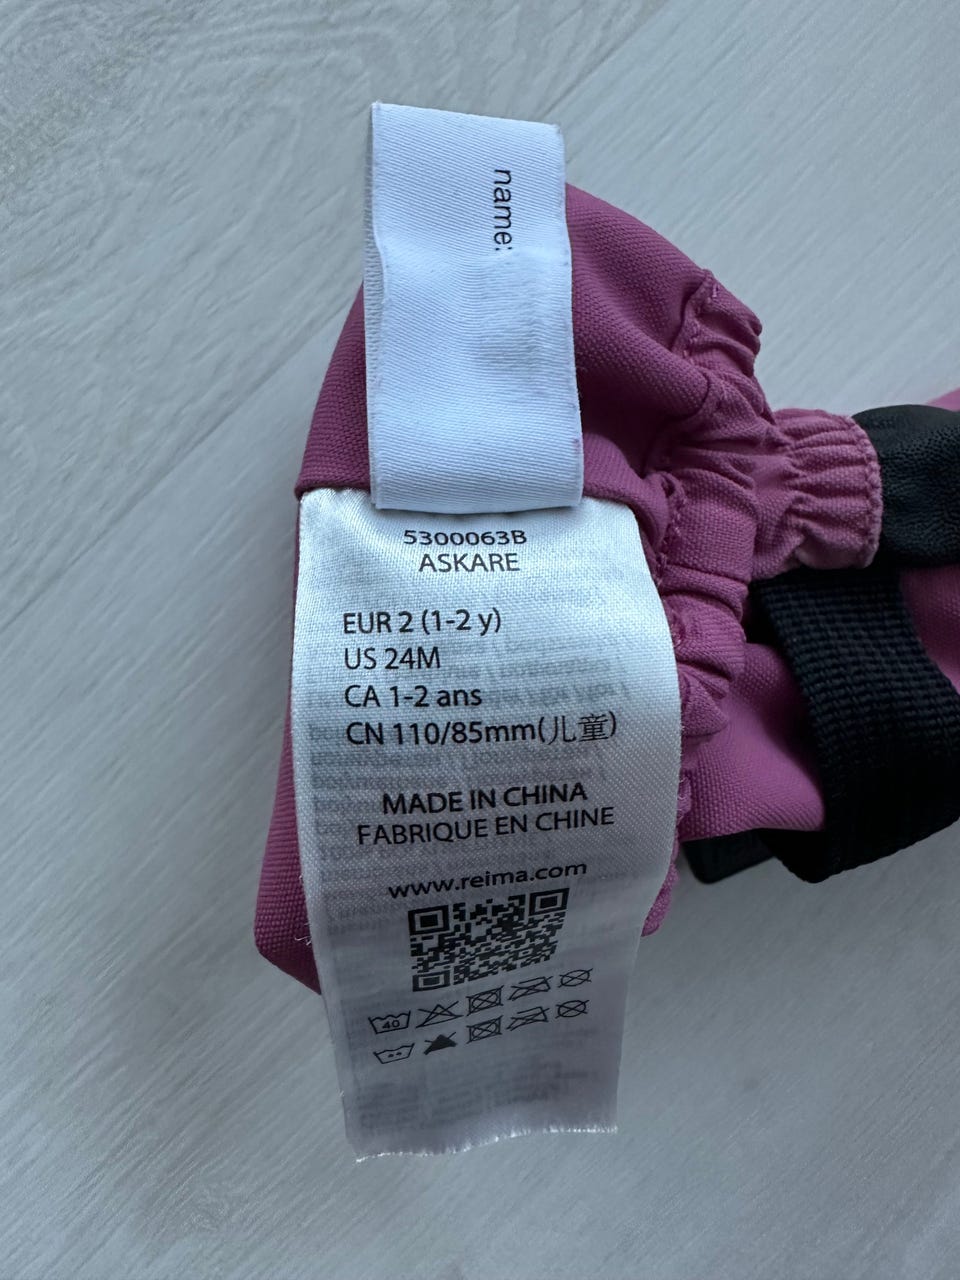 name:
5300063B
ASKARE
EUR 2 (1-2 y)
US 24M
CA 1-2 ans
CN 110/85mm(儿童)
MADE IN CHINA
FABRIQUE EN CHINE
www.reima.com
40